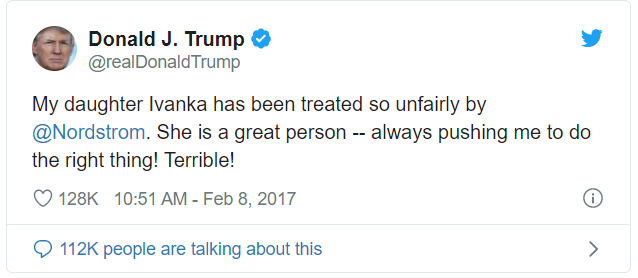 Donald J. Trump
@realDonaldTrump
My daughter Ivanka has been treated so unfairly by
@Nordstrom. She is a great person -- always pushing me to do
the right thing! Terrible!
128K 10:51 AM - Feb 8, 2017
112K people are talking about this